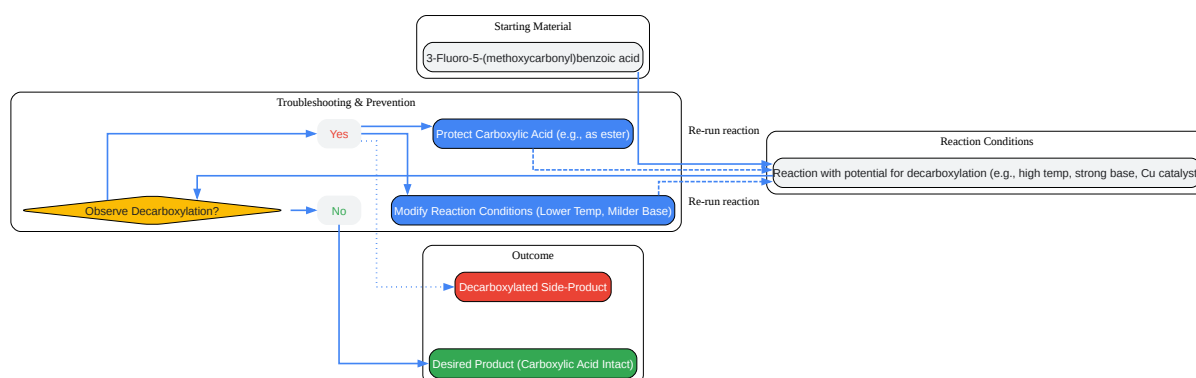 Starting Material
3-Fluoro-5-(methoxycarbonyl)benzoic acid
Troubleshooting & Prevention
Yes
Protect Carboxylic Acid (e.g., as ester)
Re-run reaction
Reaction Conditions
Reaction with potential for decarboxylation (e.g., high temp, strong base, Cu catalyst
Observe Decarboxylation?
No
Modify Reaction Conditions (Lower Temp, Milder Base)
Re-run reaction
Outcome
Decarboxylated Side-Product
Desired Product (Carboxylic Acid Intact)